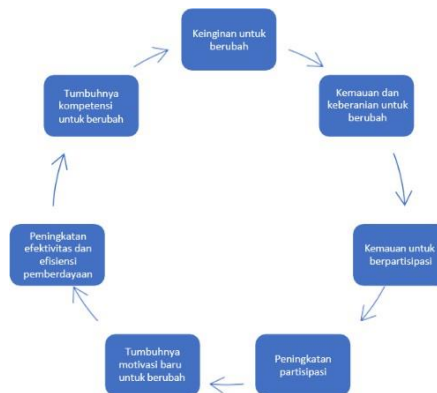 Keinginan untuk
berubah
Kemauan dan
keberanian untuk
berubah
Kemauan untuk
berpartisipasi
Peningkatan
partisipasi
Tumbuhnya
motivasi baru
untuk berubah
Peningkatan
efektivitas dan
efisiensi
pemberdayaan
Tumbuhnya
kompetensi
untuk berubah